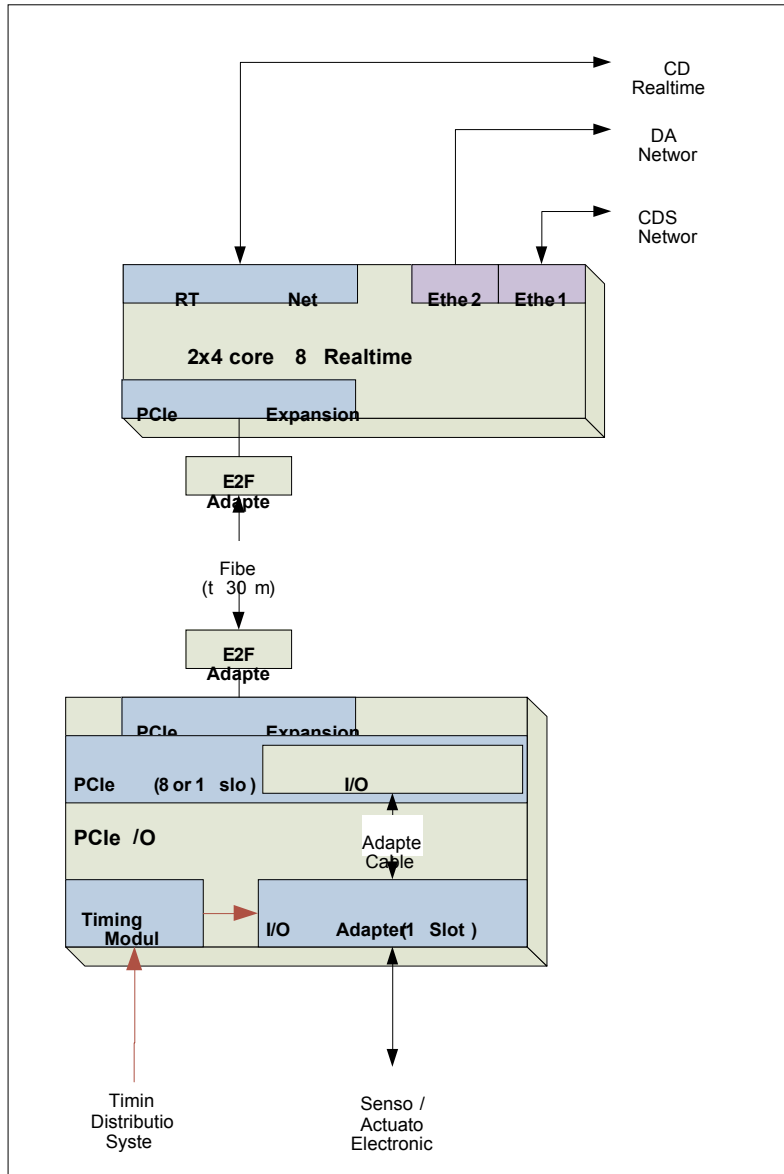 CD
Realtime
DA
Networ
CDS
Networ
RT Net
Ethe 2
Ethe 1
2x4 core 8 Realtime
PCIe Expansion
E2F
Adapte
Fibe
(t 30 m)
E2F
Adapte
PCIe Expansion
PCIe (8 or 1 slo )
I/O
PCIe /O
Adapte
Cable
Timing
Modul
I/O Adapter(1 Slot )
Timin
Distributio
Syste
Senso /
Actuato
Electronic